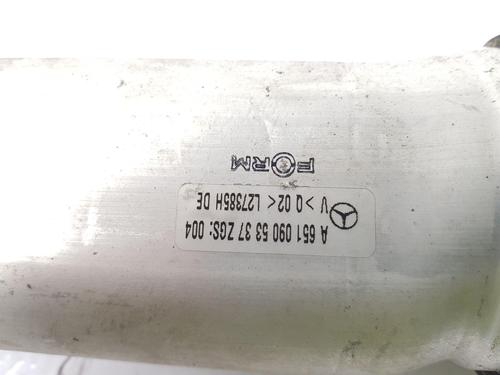 A 651 090 53 37 ZGS: 004
V > Q 02 < L27385H DE
FORM